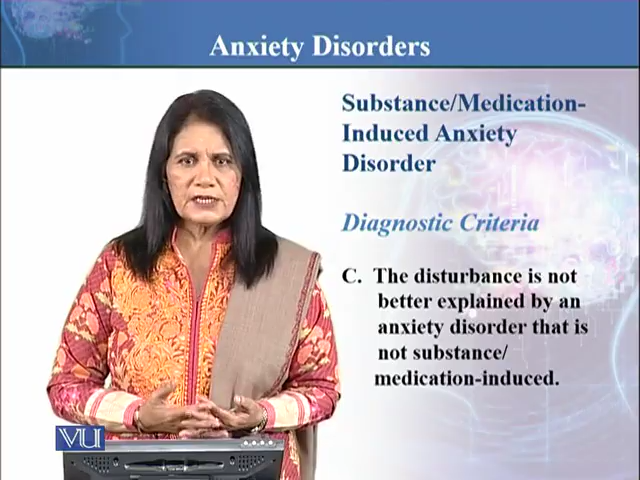 Anxiety Disorders
Substance/Medication-
Induced Anxiety
Disorder
Diagnostic Criteria
C. The disturbance is not
better explained by an
anxiety disorder that is
not substance/
medication-induced.
VU